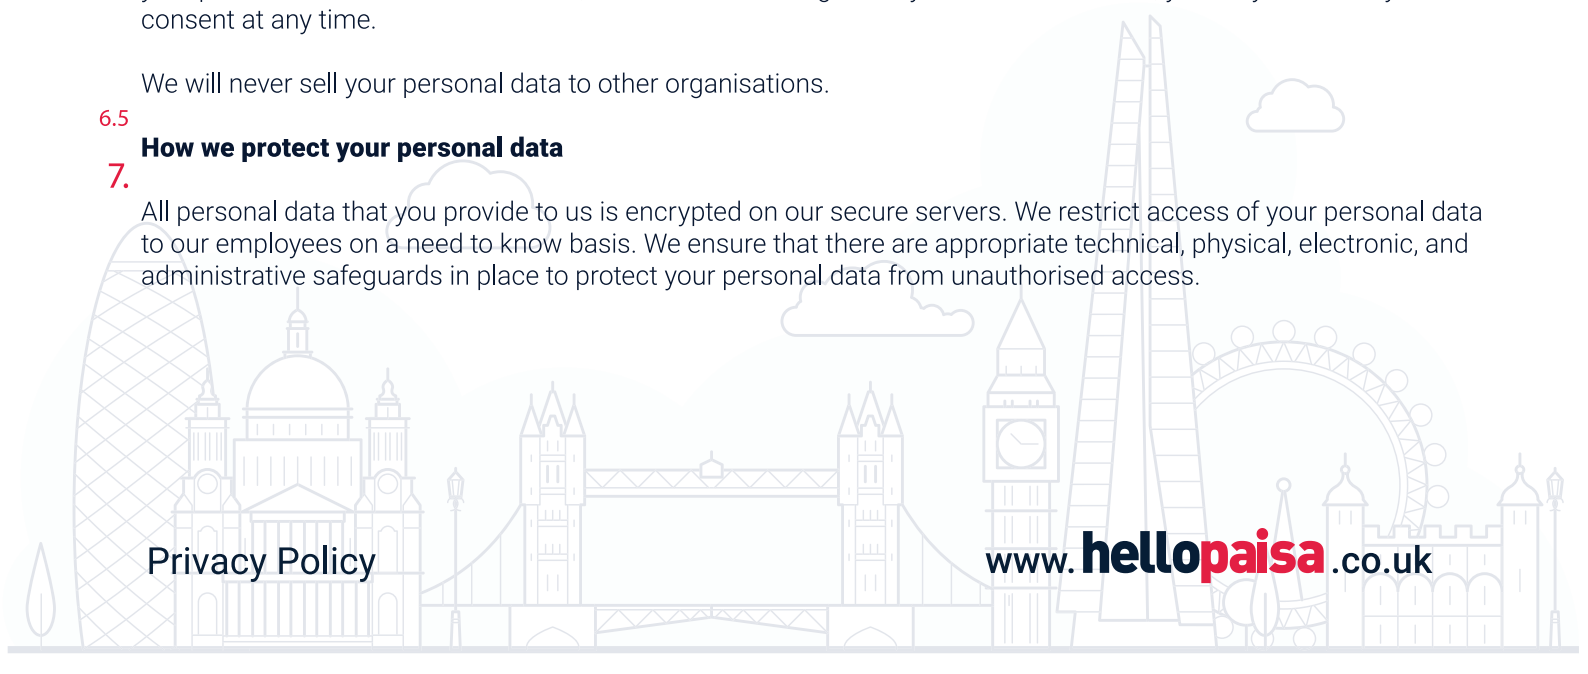 consent at any time.
We will never sell your personal data to other organisations.
6.5
How we protect your personal data
7.
All personal data that you provide to us is encrypted on our secure servers. We restrict access of your personal data
to our employees on a need to know basis. We ensure that there are appropriate technical, physical, electronic, and
administrative safeguards in place to protect your personal data from unauthorised access.
Privacy Policy
www.hellopaisa.co.uk